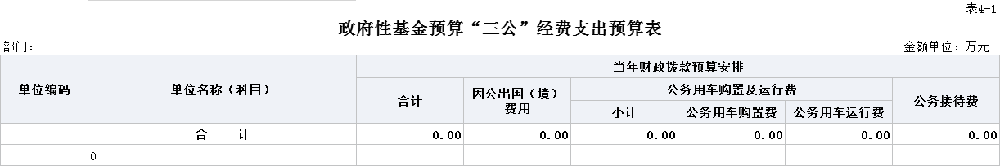 表4-1
政府性基金预算“三公”经费支出预算表
部门：
金额单位：万元
单位编码
单位名称（科目）
当年财政拨款预算安排
合计
因公出国（境）
费用
公务用车购置及运行费
公务接待费
小计
公务用车购置费
公务用车运行费
合 计
0.00
0.00
0.00
0.00
0.00
0.00
0